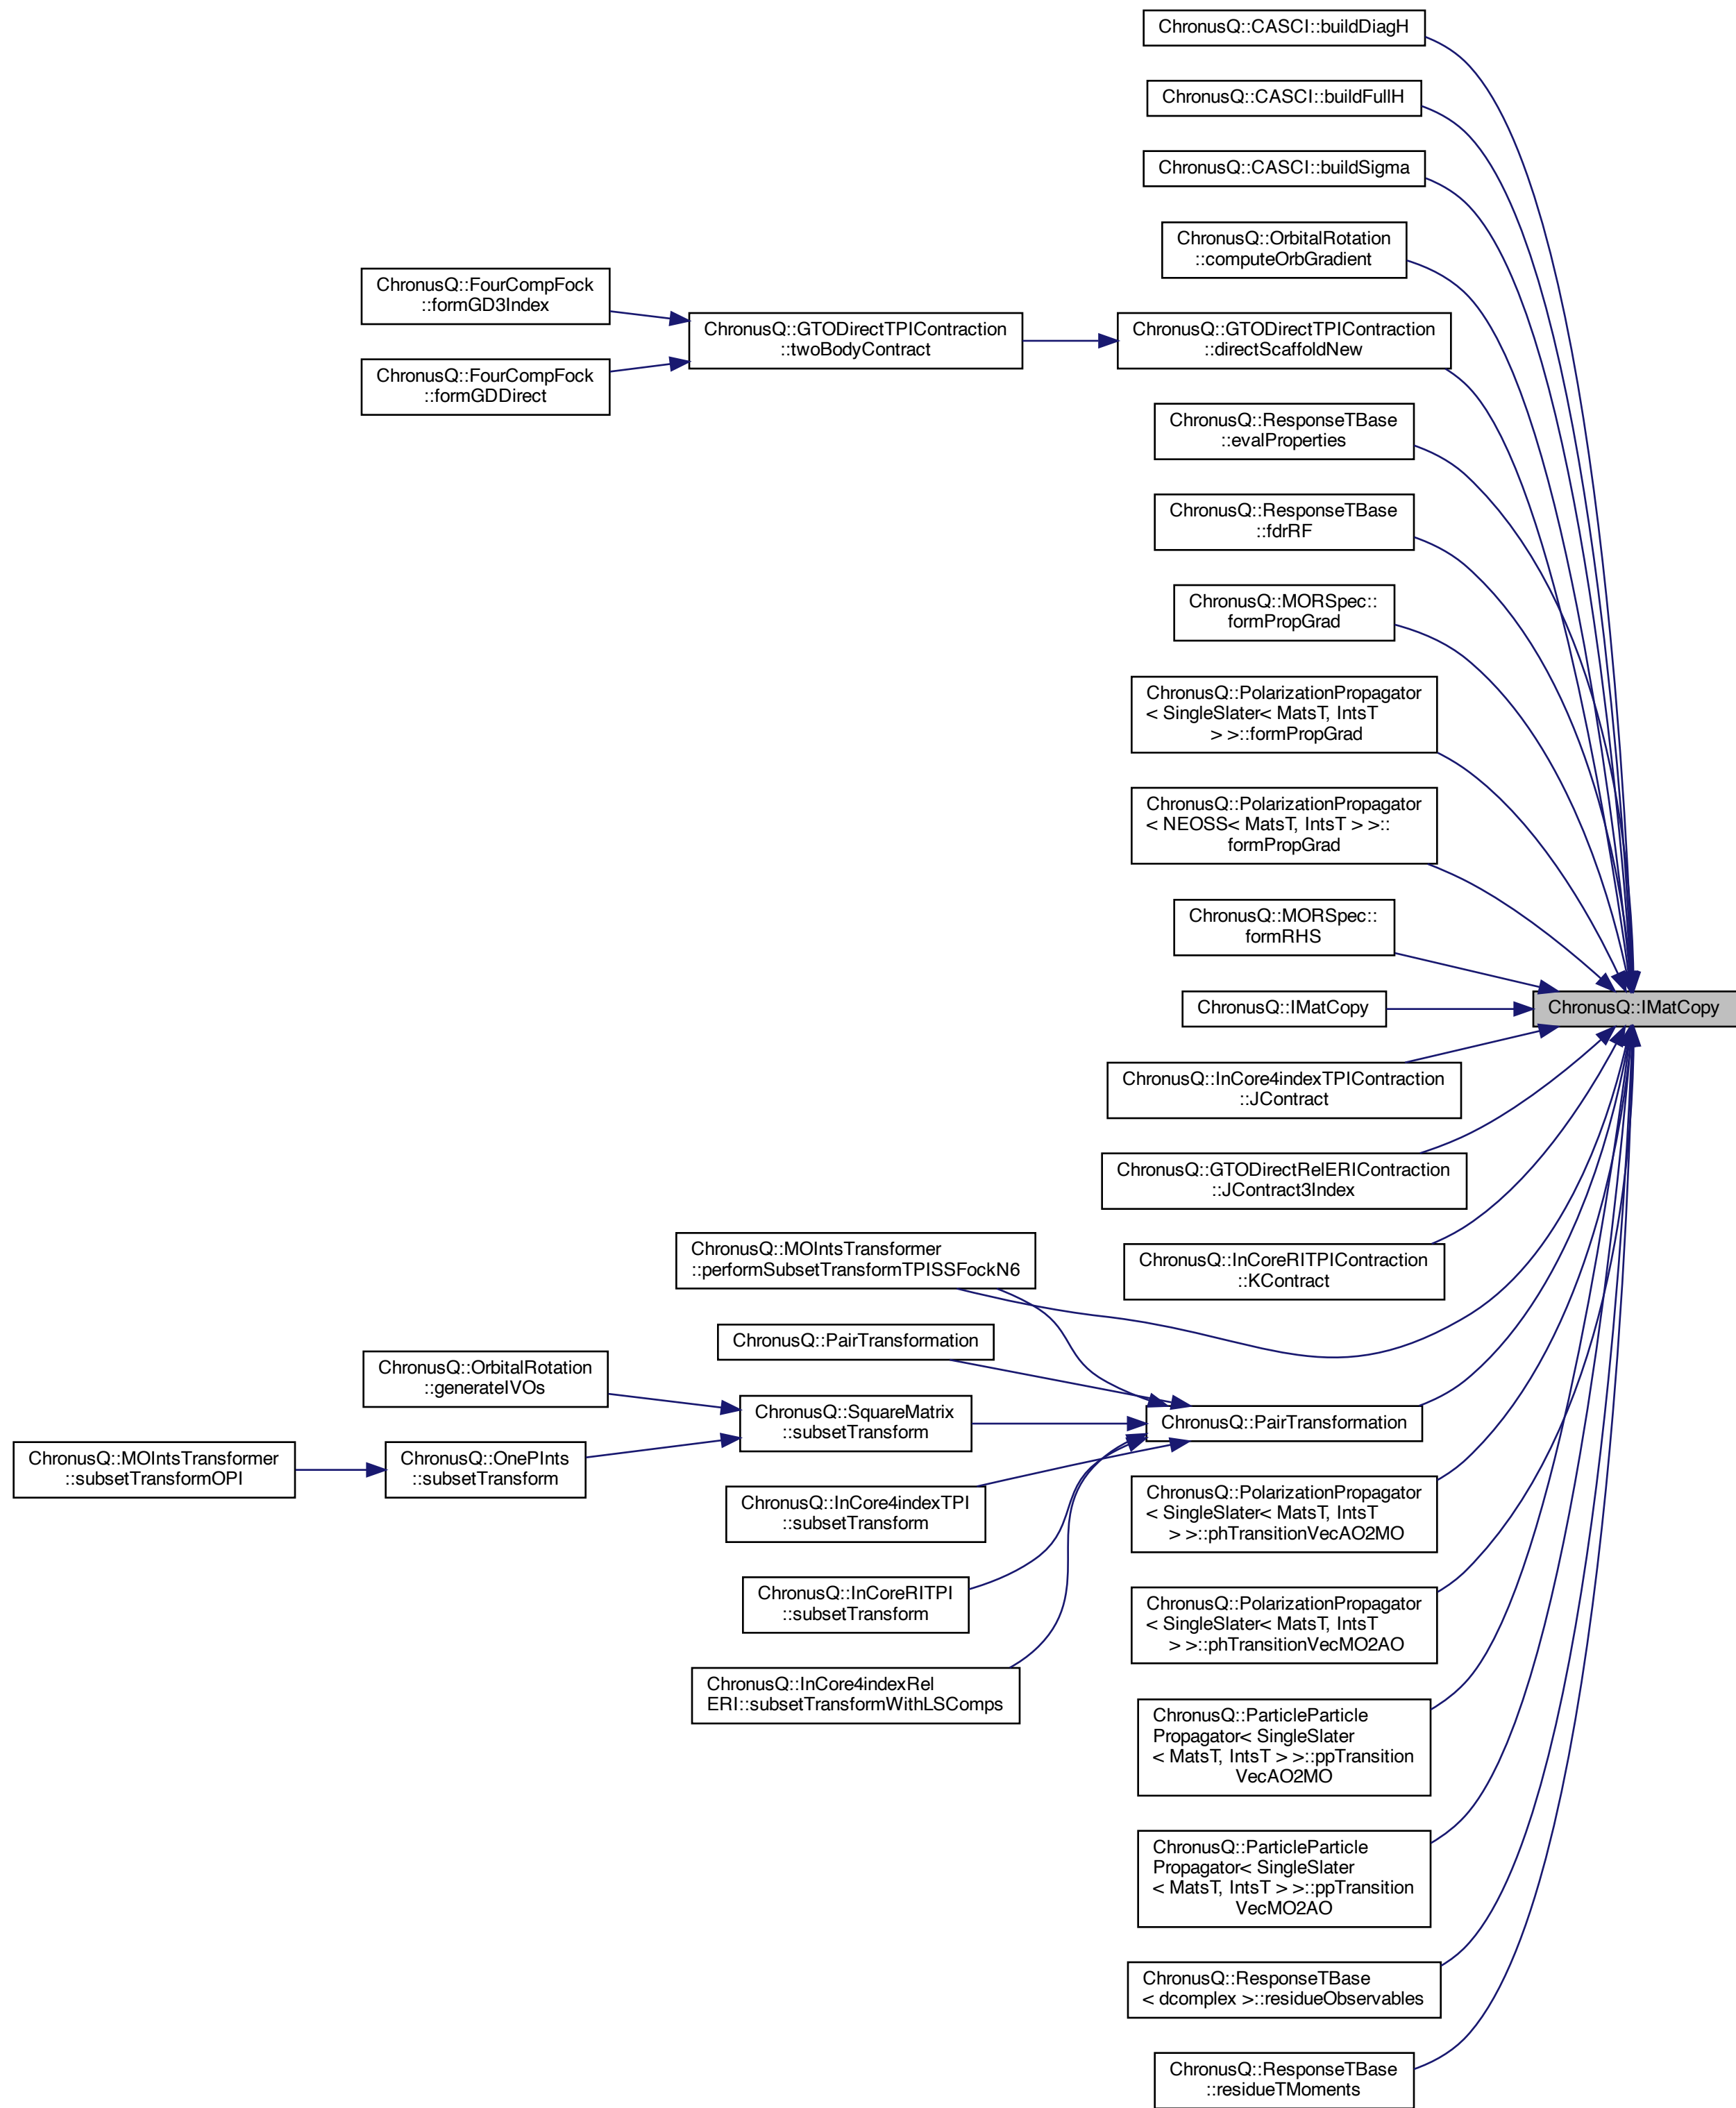 ChronusQ::CASCI::buildDiagH
ChronusQ::CASCI::buildFullH
ChronusQ::CASCI::buildSigma
ChronusQ::OrbitalRotation
::computeOrbGradient
ChronusQ::FourCompFock
::formGD3Index
ChronusQ::FourCompFock
::formGDDirect
ChronusQ::GTODirectTPIContraction
::twoBodyContract
ChronusQ::GTODirectTPIContraction
::directScaffoldNew
ChronusQ::ResponseTBase
::evalProperties
ChronusQ::ResponseTBase
::fdrRF
ChronusQ::MORSpec::
formPropGrad
ChronusQ::PolarizationPropagator
< SingleSlater< MatsT, IntsT
> >::formPropGrad
ChronusQ::PolarizationPropagator
< NEOSS< MatsT, IntsT > >::
formPropGrad
ChronusQ::MORSpec::
formRHS
ChronusQ::IMatCopy
ChronusQ::IMatCopy
ChronusQ::InCore4indexTPIContraction
::JContract
ChronusQ::GTODirectRelERIContraction
::JContract3Index
ChronusQ::InCoreRITPIContraction
::KContract
ChronusQ::MOIntsTransformer
::performSubsetTransformTPISSFockN6
ChronusQ::PairTransformation
ChronusQ::OrbitalRotation
::generateIVOs
ChronusQ::SquareMatrix
::subsetTransform
ChronusQ::PairTransformation
ChronusQ::MOIntsTransformer
::subsetTransformOPI
ChronusQ::OnePInts
::subsetTransform
ChronusQ::InCore4indexTPI
::subsetTransform
ChronusQ::PolarizationPropagator
< SingleSlater< MatsT, IntsT
> >::phTransitionVecAO2MO
ChronusQ::InCoreRITPI
::subsetTransform
ChronusQ::PolarizationPropagator
< SingleSlater< MatsT, IntsT
> >::phTransitionVecMO2AO
ChronusQ::InCore4indexRel
ERI::subsetTransformWithLSComps
ChronusQ::ParticleParticle
Propagator< SingleSlater
< MatsT, IntsT > >::ppTransition
VecAO2MO
ChronusQ::ParticleParticle
Propagator< SingleSlater
< MatsT, IntsT > >::ppTransition
VecMO2AO
ChronusQ::ResponseTBase
< dcomplex >::residueObservables
ChronusQ::ResponseTBase
::residueTMoments